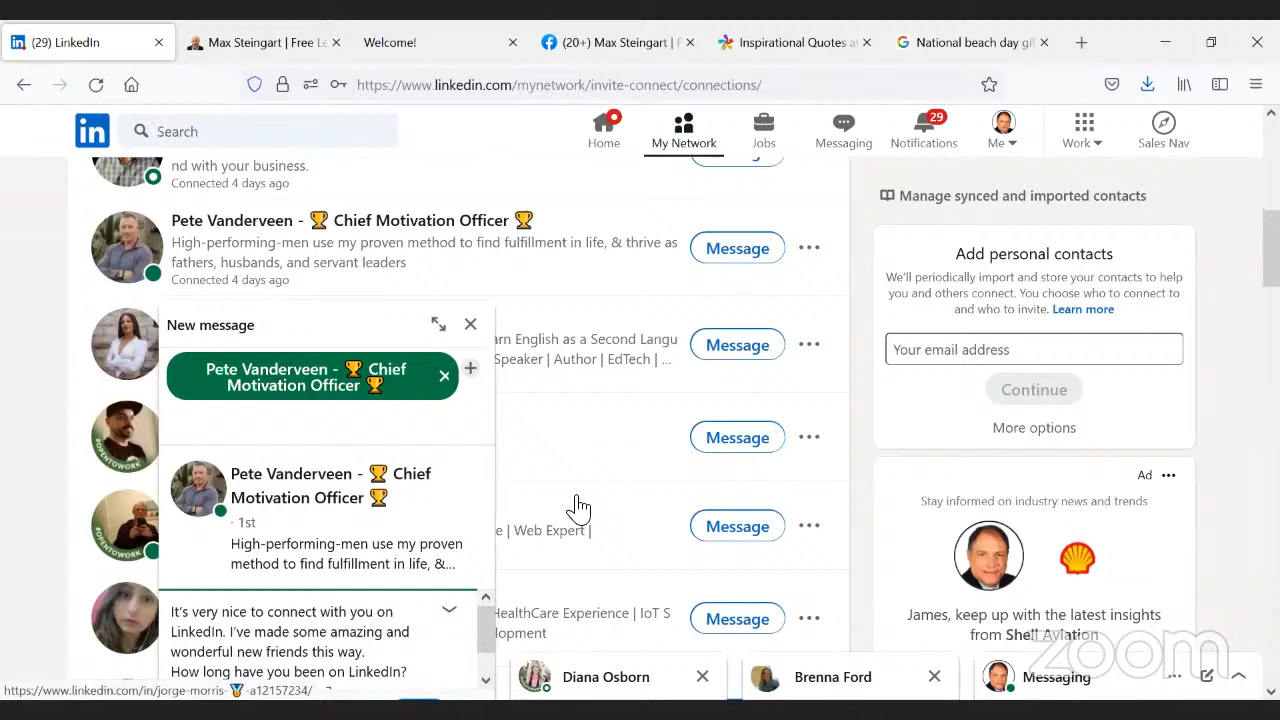 (29) LinkedIn
Max Steingart | Free Le
Welcome!
(20+) Max Steingart | F
Inspirational Quotes a
National beach day gi
https://www.linkedin.com/mynetwork/invite-connect/connections/
in
Search
Home
My Network
Jobs
Messaging
29
Notifications
Me
Work
Sales Nav
nd with your business.
Connected 4 days ago
Pete Vanderveen - 🏆 Chief Motivation Officer 🏆
High-performing-men use my proven method to find fulfillment in life, & thrive as
fathers, husbands, and servant leaders
Connected 4 days ago
Message
New message
Pete Vanderveen - 🏆 Chief
Motivation Officer 🏆
arn English as a Second Langu
Speaker | Author | EdTech | ...
Message
#OPENTOWORK
Message
Pete Vanderveen - 🏆 Chief
Motivation Officer 🏆
· 1st
High-performing-men use my proven
method to find fulfillment in life, &...
#OPENTOWORK
e | Web Expert |
Message
It's very nice to connect with you on
LinkedIn. I've made some amazing and
wonderful new friends this way.
How long have you been on LinkedIn?
HealthCare Experience | IoT S
lopment
Message
Manage synced and imported contacts
Add personal contacts
We'll periodically import and store your contacts to help
you and others connect. You choose who to connect to
and who to invite. Learn more
Your email address
Continue
More options
Ad
Stay informed on industry news and trends
James, keep up with the latest insights
from Shell Aviation
zoom
https://www.linkedin.com/in/jorge-morris-🏅-a12157234/
Diana Osborn
Brenna Ford
Messaging